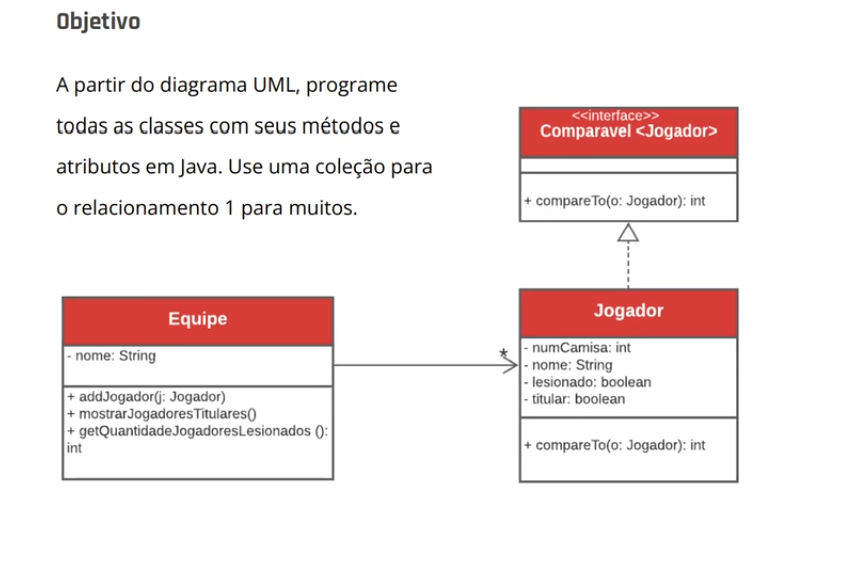 Objetivo
A partir do diagrama UML, programe
todas as classes com seus métodos e
atributos em Java. Use uma coleção para
o relacionamento 1 para muitos.
<<interface>>
Comparavel <Jogador>
+ compareTo(o: Jogador): int
Equipe
- nome: String
+ addJogador(j: Jogador)
+ mostrarJogadoresTitulares()
+ getQuantidadeJogadoresLesionados ():
int
*
Jogador
- numCamisa: int
- nome: String
- lesionado: boolean
- titular: boolean
+ compareTo(o: Jogador): int